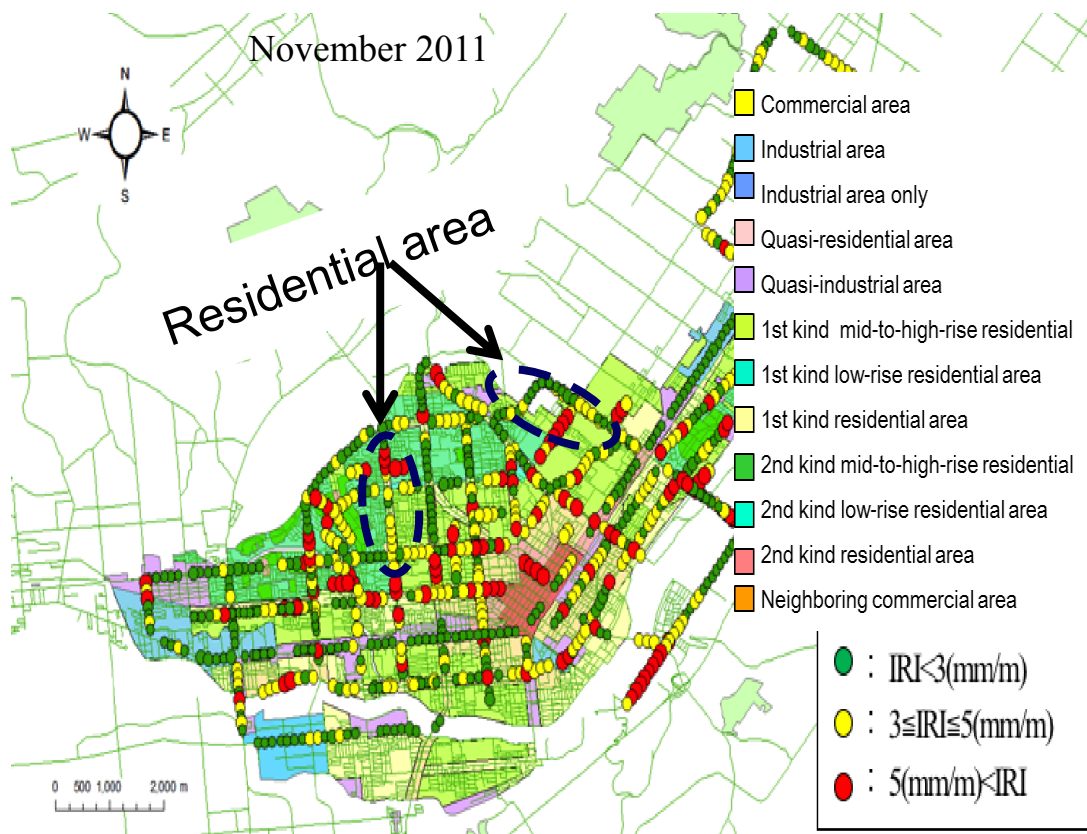 November 2011
N
W E
S
Residential area
Commercial area
Industrial area
Industrial area only
Quasi-residential area
Quasi-industrial area
1st kind mid-to-high-rise residential
1st kind low-rise residential area
1st kind residential area
2nd kind mid-to-high-rise residential
2nd kind low-rise residential area
2nd kind residential area
Neighboring commercial area
: IRI<3(mm/m)
: 3≦IRI≦5(mm/m)
: 5(mm/m)<IRI
0 500 1,000 2,000 m